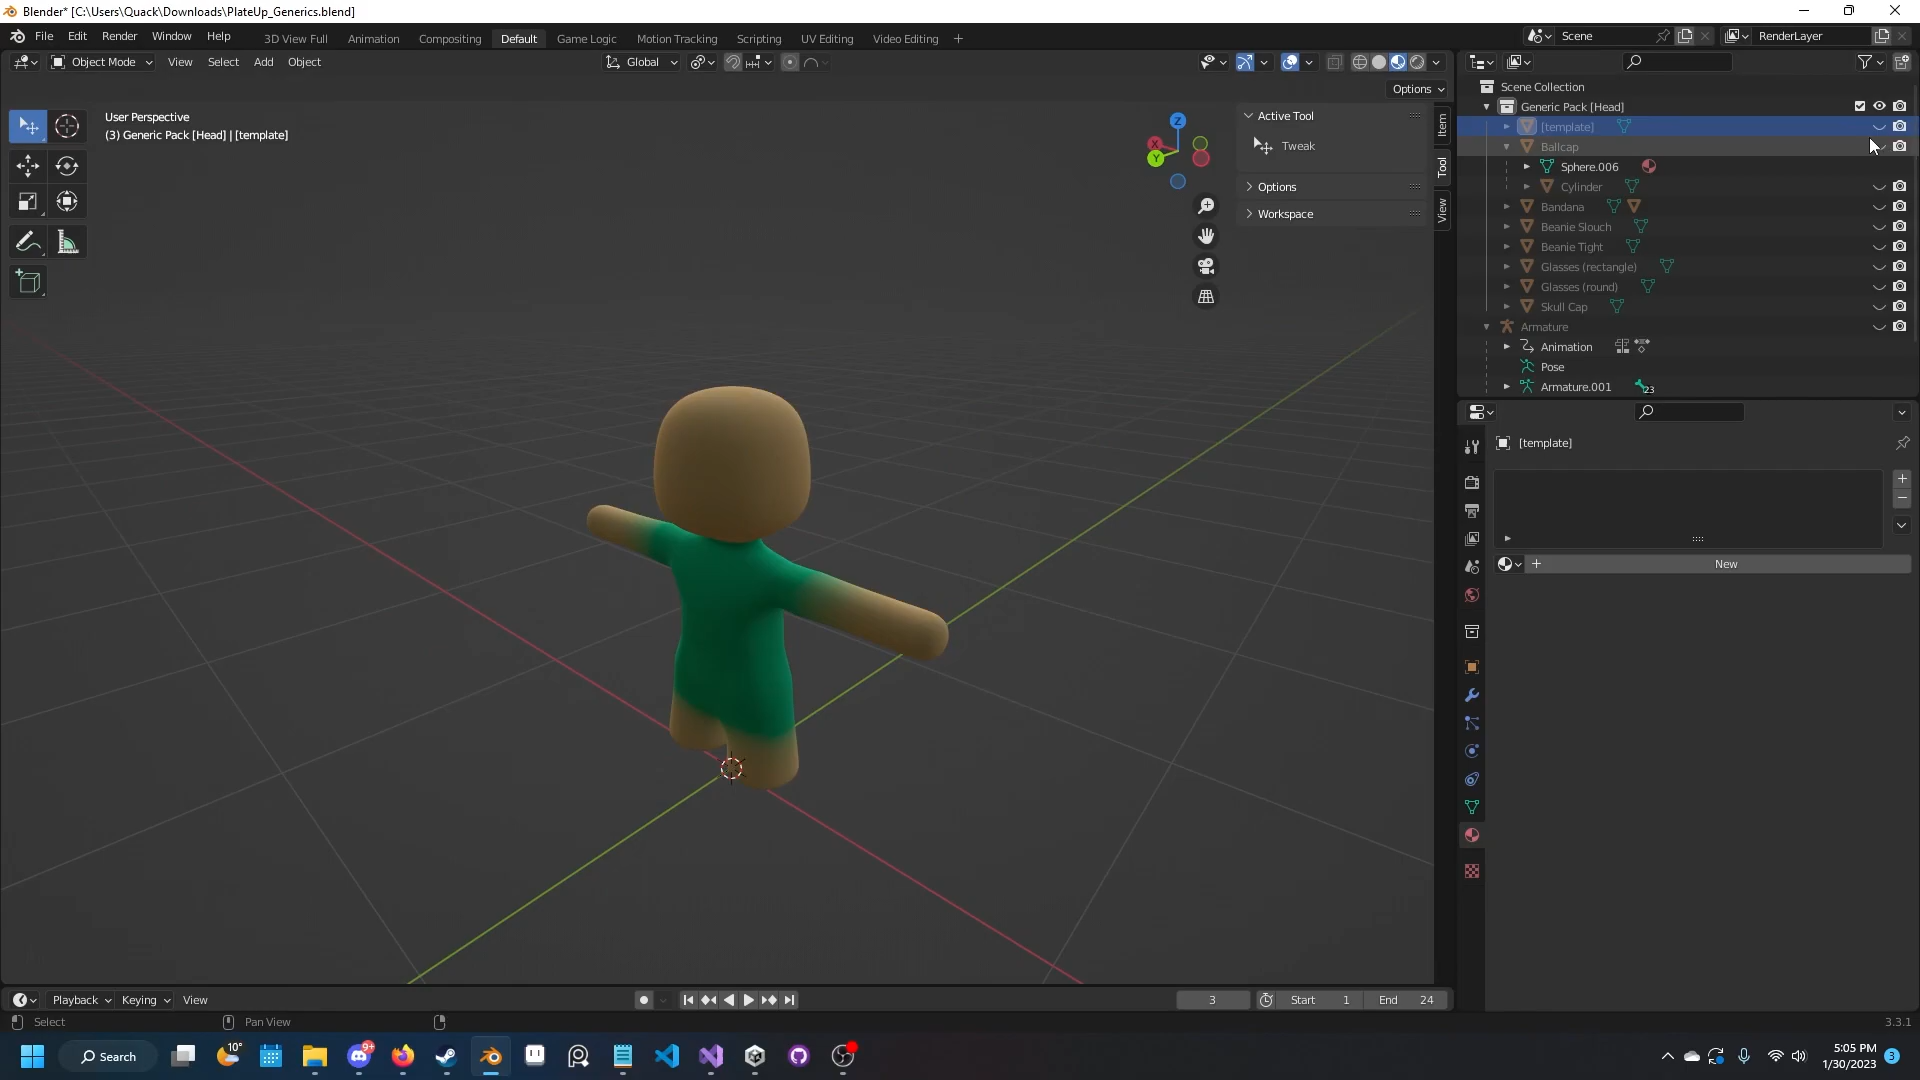 Blender* [C:\Users\Quack\Downloads\PlateUp_Generics.blend]
File Edit Render Window Help
3D View Full Animation Compositing Default Game Logic Motion Tracking Scripting UV Editing Video Editing +
Scene
RenderLayer
Object Mode View Select Add Object
Global
Options
User Perspective
(3) Generic Pack [Head] | [template]
Z
X
Y
Active Tool
Tweak
Options
Workspace
Item
Tool
View
Scene Collection
Generic Pack [Head]
[template]
Ballcap
Sphere.006
Cylinder
Bandana
Beanie Slouch
Beanie Tight
Glasses (rectangle)
Glasses (round)
Skull Cap
Armature
Animation
Pose
Armature.001
23
[template]
New
Playback Keying View
3
Start 1
End 24
Select
Pan View
3.3.1
Search
10°
9+
5:05 PM
1/30/2023
3